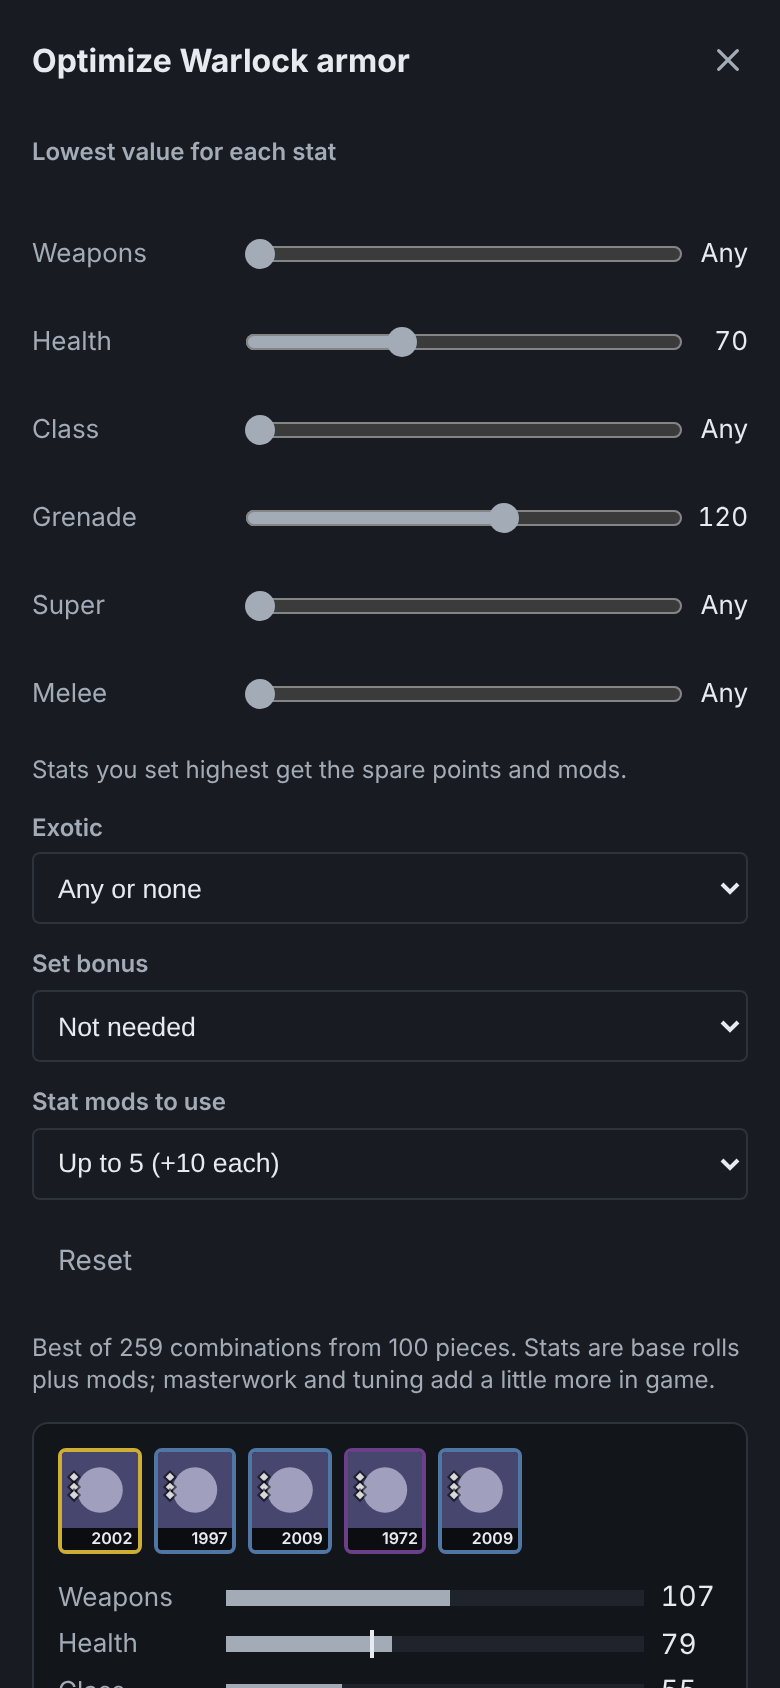 Optimize Warlock armor
Lowest value for each stat
Weapons Any
Health 70
Class Any
Grenade 120
Super Any
Melee Any
Stats you set highest get the spare points and mods.
Exotic
Any or none
Set bonus
Not needed
Stat mods to use
Up to 5 (+10 each)
Reset
Best of 259 combinations from 100 pieces. Stats are base rolls
plus mods; masterwork and tuning add a little more in game.
2002 1997 2009 1972 2009
Weapons 107
Health 79
Class 55